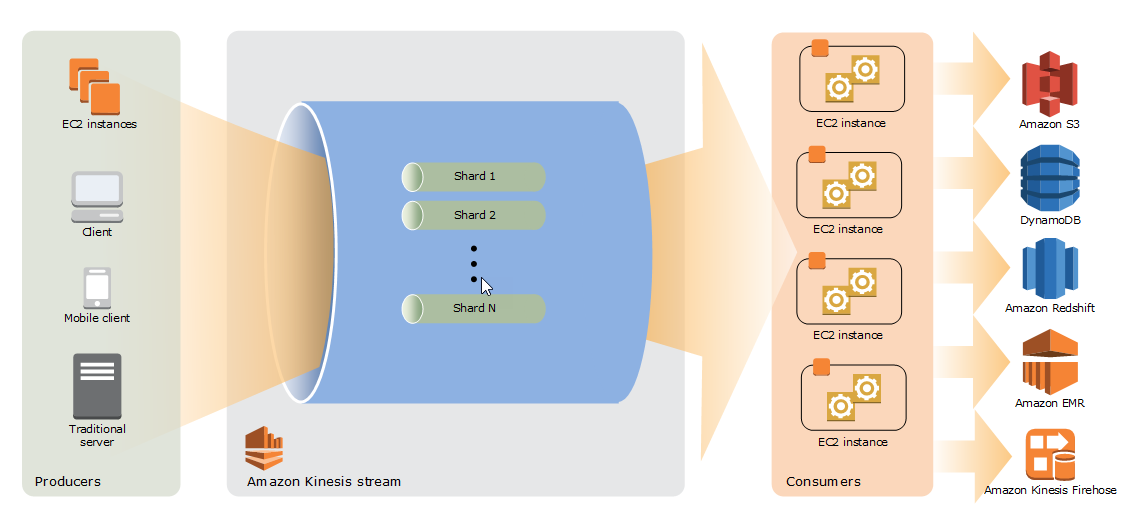 EC2 instances
Client
Mobile client
Traditional
server
Producers
Shard 1
Shard 2
Shard N
Amazon Kinesis stream
EC2 instance
EC2 instance
EC2 instance
EC2 instance
Consumers
Amazon S3
DynamoDB
Amazon Redshift
Amazon EMR
Amazon Kinesis Firehose